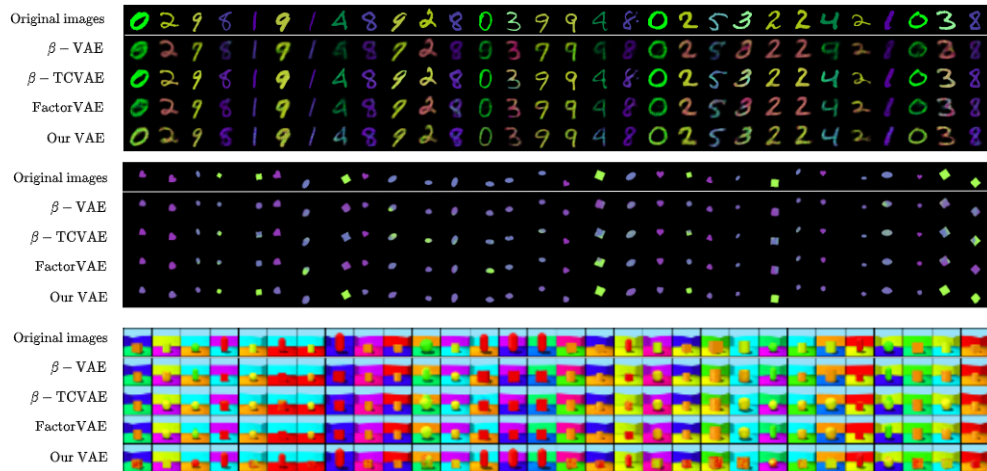 Original images
β − VAE
β − TCVAE
FactorVAE
Our VAE
Original images
β − VAE
β − TCVAE
FactorVAE
Our VAE
Original images
β − VAE
β − TCVAE
FactorVAE
Our VAE